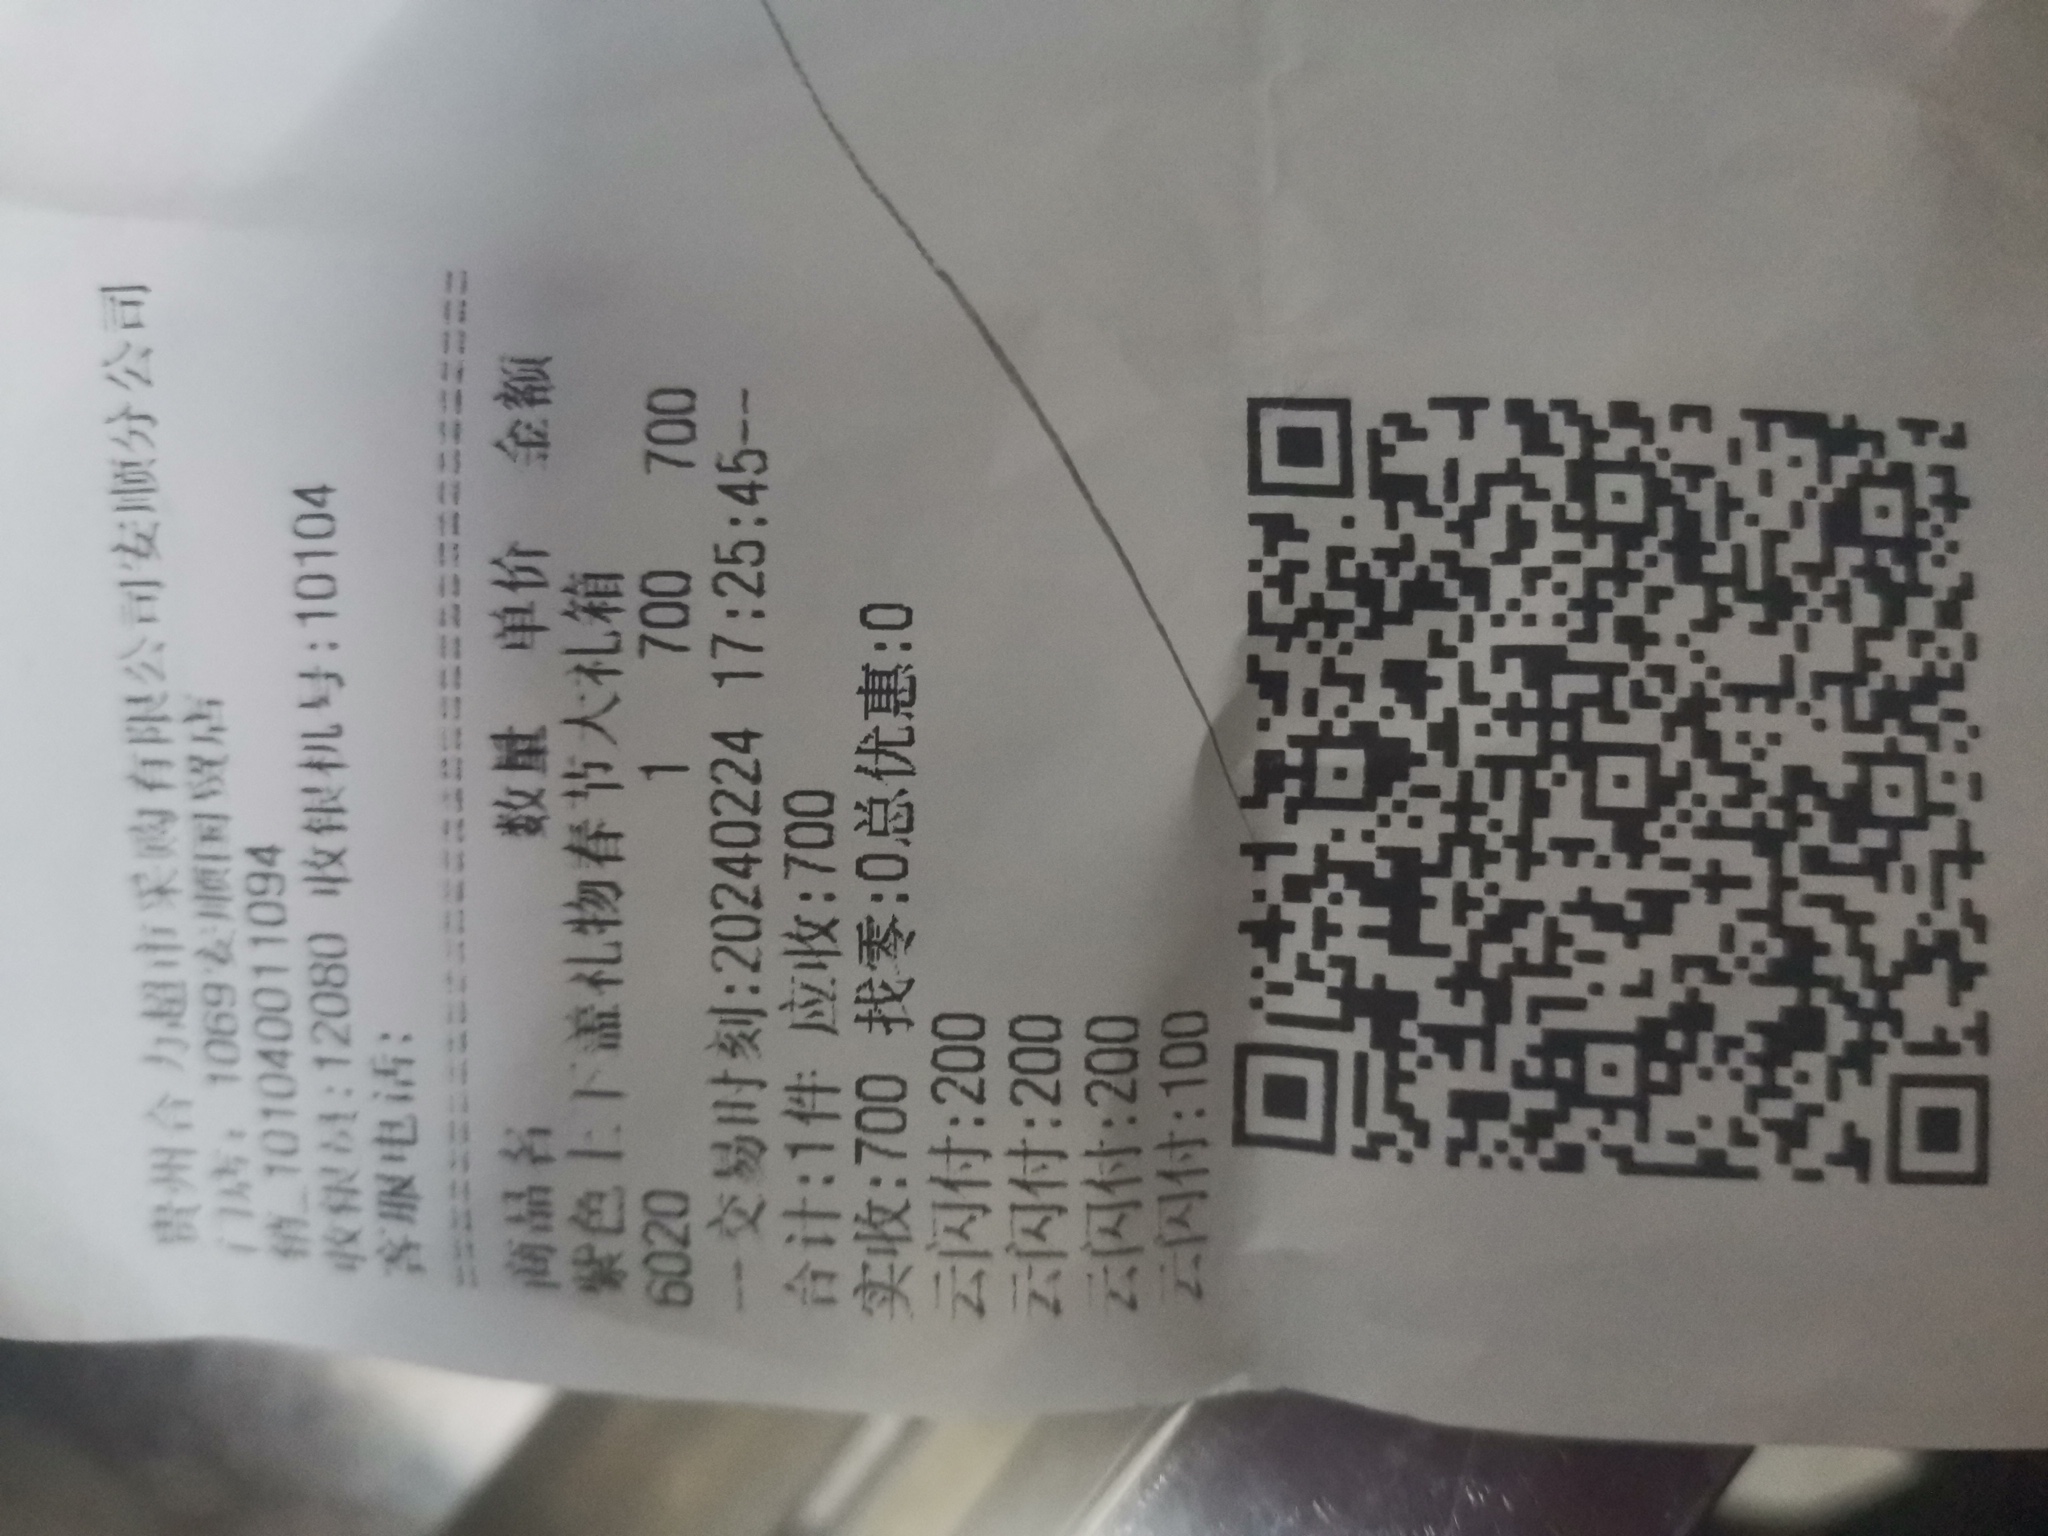 贵州合力超市采购有限公司安顺分公司
门店: 1069安顺国贸店
销_1010400111094
收银员:12080 收银机号:10104
客服电话:
商品名 数量 单价 金额
紫色上下盖礼物春节大礼箱
6020 1 700 700
一交易时刻:20240224 17:25:45--
合计:1件 应收:700
实收:700 找零:0总优惠:0
云闪付:200
云闪付:200
云闪付:200
云闪付:100